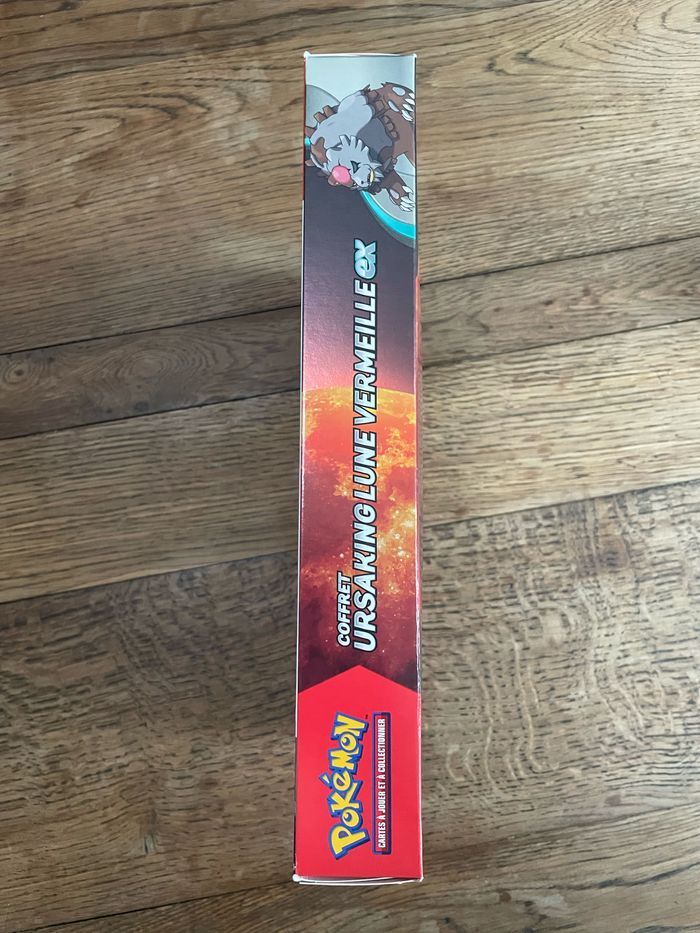 Pokémon
CARTES À JOUER ET À COLLECTIONNER
COFFRET
URSAKING LUNE VERMEILLE ex